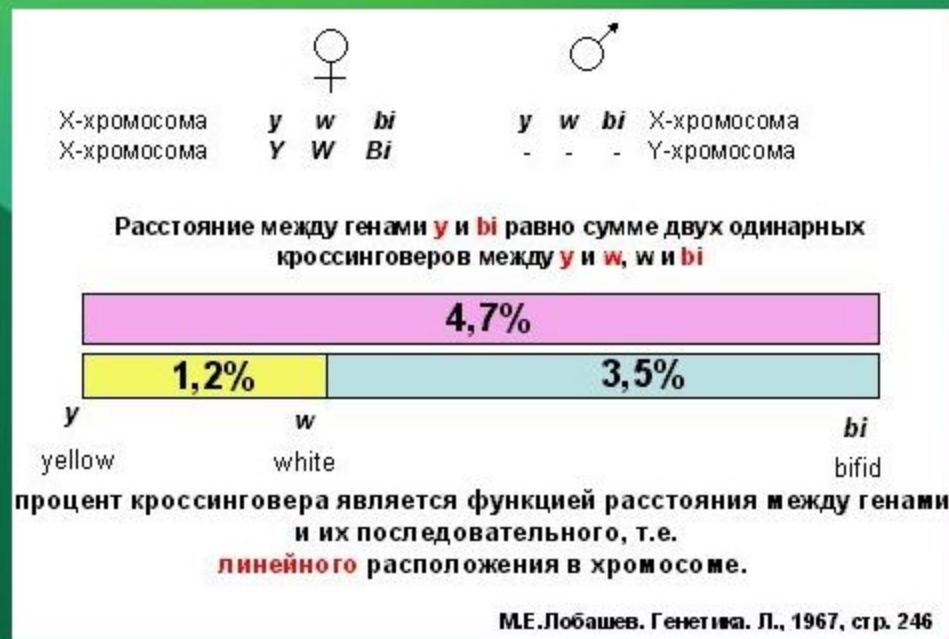 Х-хромосома y w bi y w bi Х-хромосома
Х-хромосома Y W Bi - - - Y-хромосома
Расстояние между генами y и bi равно сумме двух одинарных
кроссинговеров между y и w, w и bi
4,7%
1,2% 3,5%
y w bi
yellow white bifid
процент кроссинговера является функцией расстояния между генами
и их последовательного, т.е.
линейного расположения в хромосоме.
М.Е.Лобашев. Генетика. Л., 1967, стр. 246